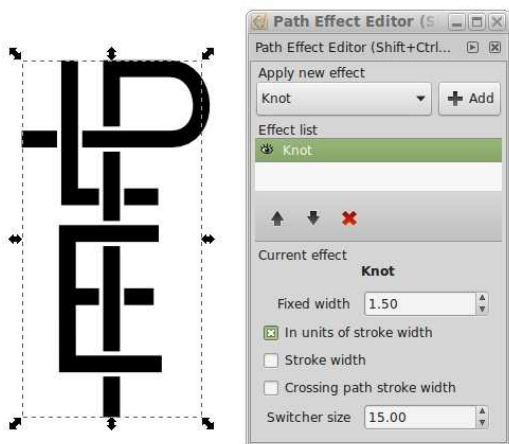 LPE
Path Effect Editor (S
Path Effect Editor (Shift+Ctrl...
Apply new effect
Knot
Add
Effect list
Knot
Current effect
Knot
Fixed width 1.50
In units of stroke width
Stroke width
Crossing path stroke width
Switcher size 15.00